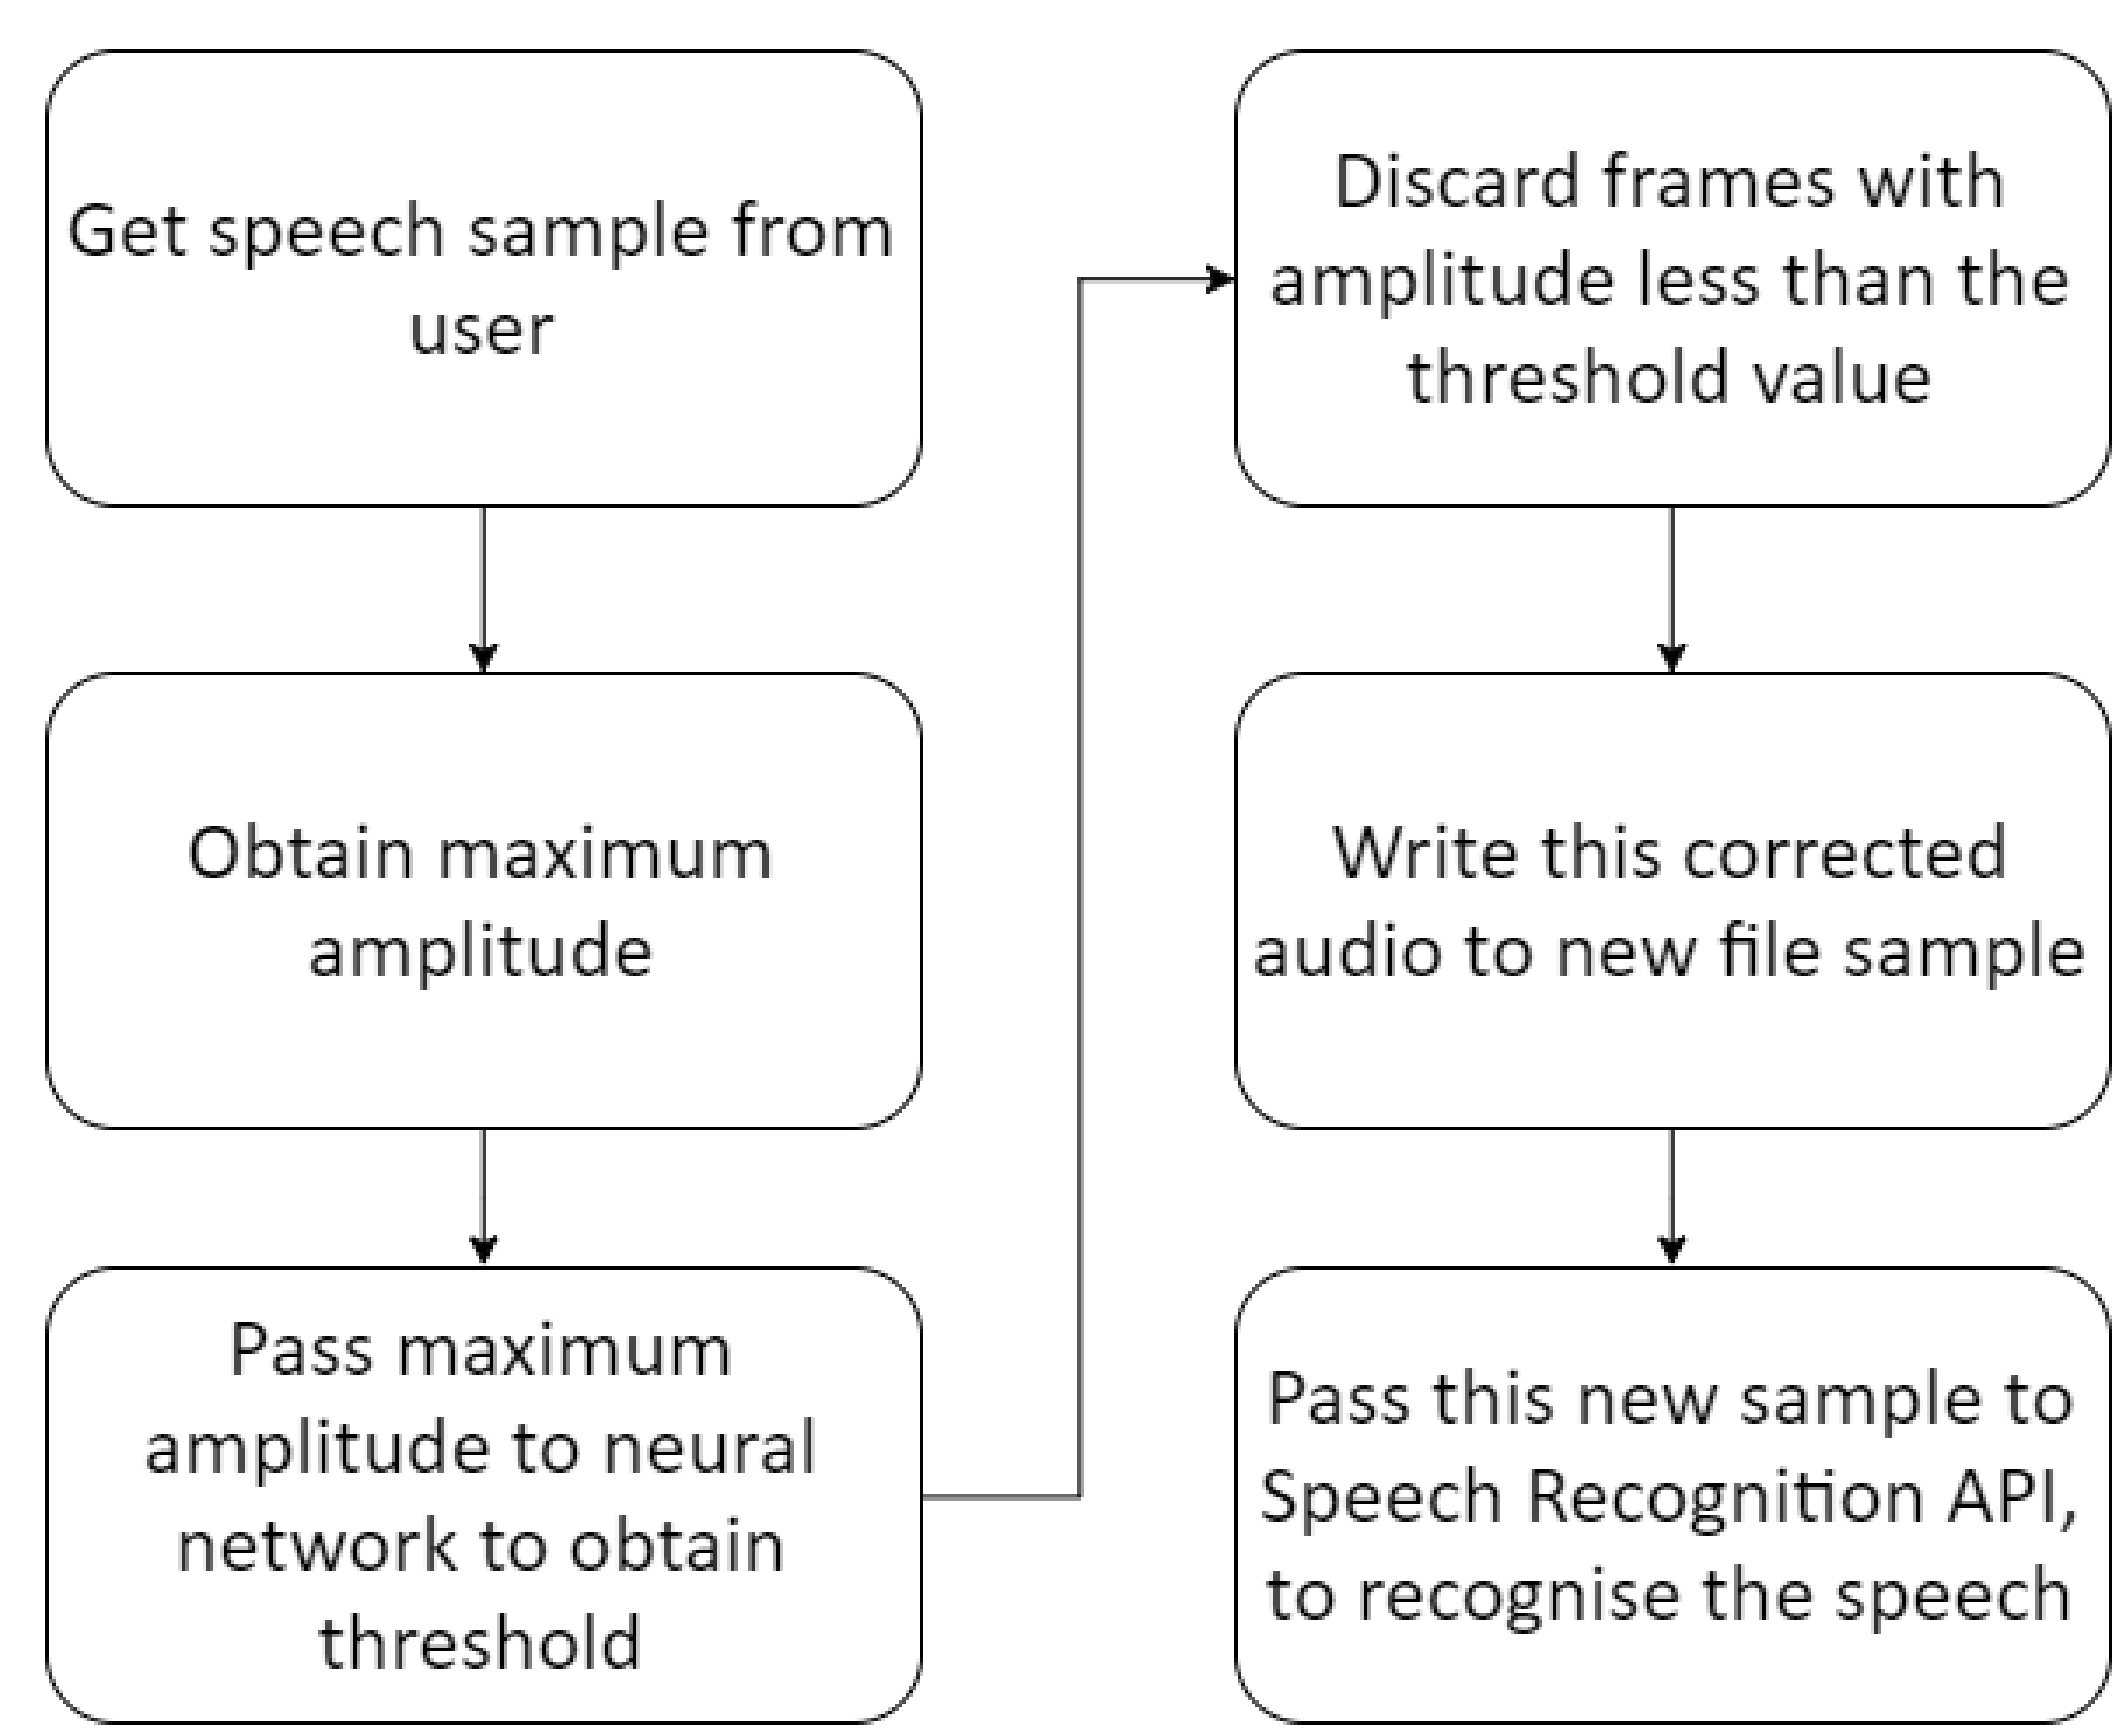 Get speech sample from
user
Obtain maximum
amplitude
Pass maximum
amplitude to neural
network to obtain
threshold
Discard frames with
amplitude less than the
threshold value
Write this corrected
audio to new file sample
Pass this new sample to
Speech Recognition API,
to recognise the speech